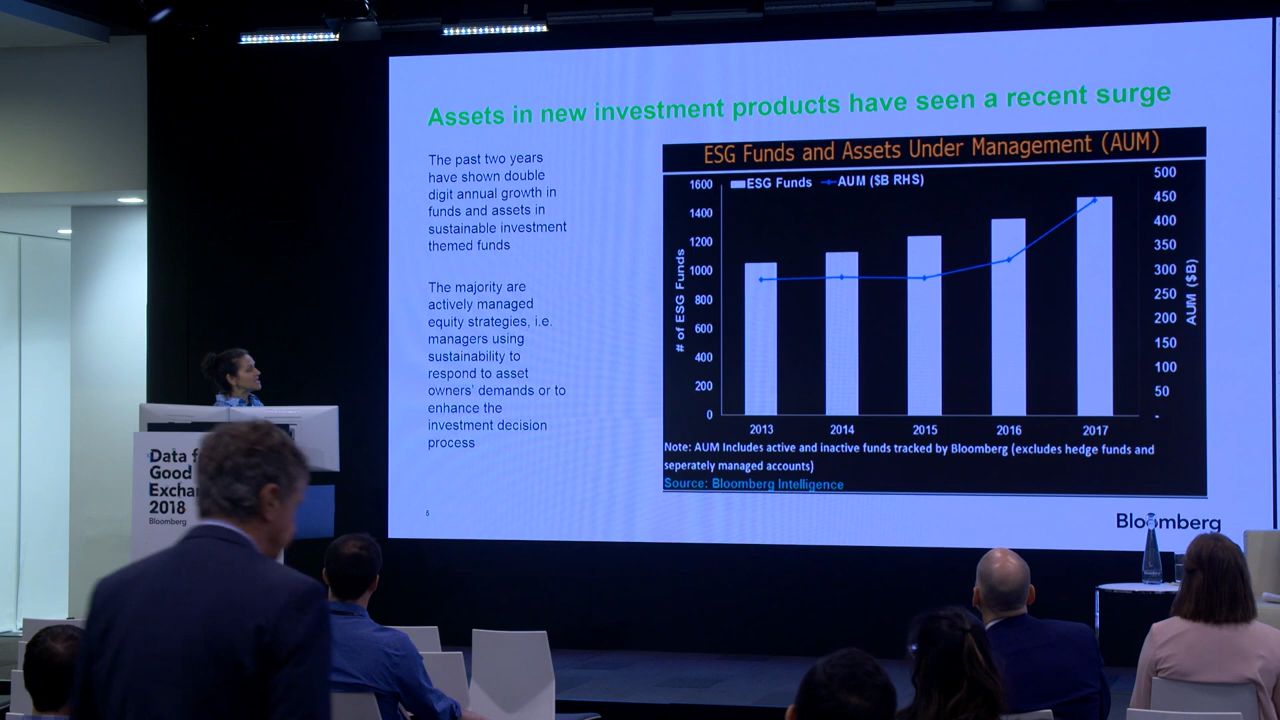 Assets in new investment products have seen a recent surge
The past two years
have shown double
digit annual growth in
funds and assets in
sustainable investment
themed funds
The majority are
actively managed
equity strategies, i.e.
managers using
sustainability to
respond to asset
owners' demands or to
enhance the
investment decision
process
5
ESG Funds and Assets Under Management (AUM)
ESG Funds
AUM ($B RHS)
# of ESG Funds
1600
1400
1200
1000
800
600
400
200
0
500
450
400
350
300
250
200
150
100
50
-
AUM ($B)
2013 2014 2015 2016 2017
Note: AUM Includes active and inactive funds tracked by Bloomberg (excludes hedge funds and
seperately managed accounts)
Source: Bloomberg Intelligence
Bloomberg
Data
Good
2018
Bloomberg